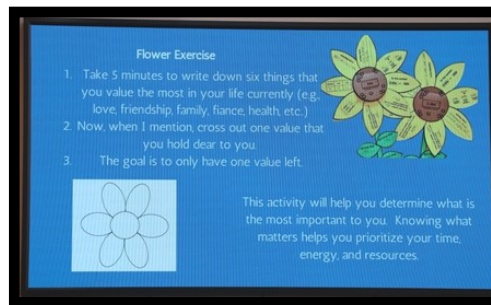 Flower Exercise
1. Take 5 minutes to write down six things that
you value the most in your life currently (e.g.,
love, friendship, family, fiance, health, etc..)
2. Now, when I mention, cross out one value that
you hold dear to you.
3. The goal is to only have one value left.
This activity will help you determine what is
the most important to you. Knowing what
matters helps you prioritize your time,
energy, and resources.